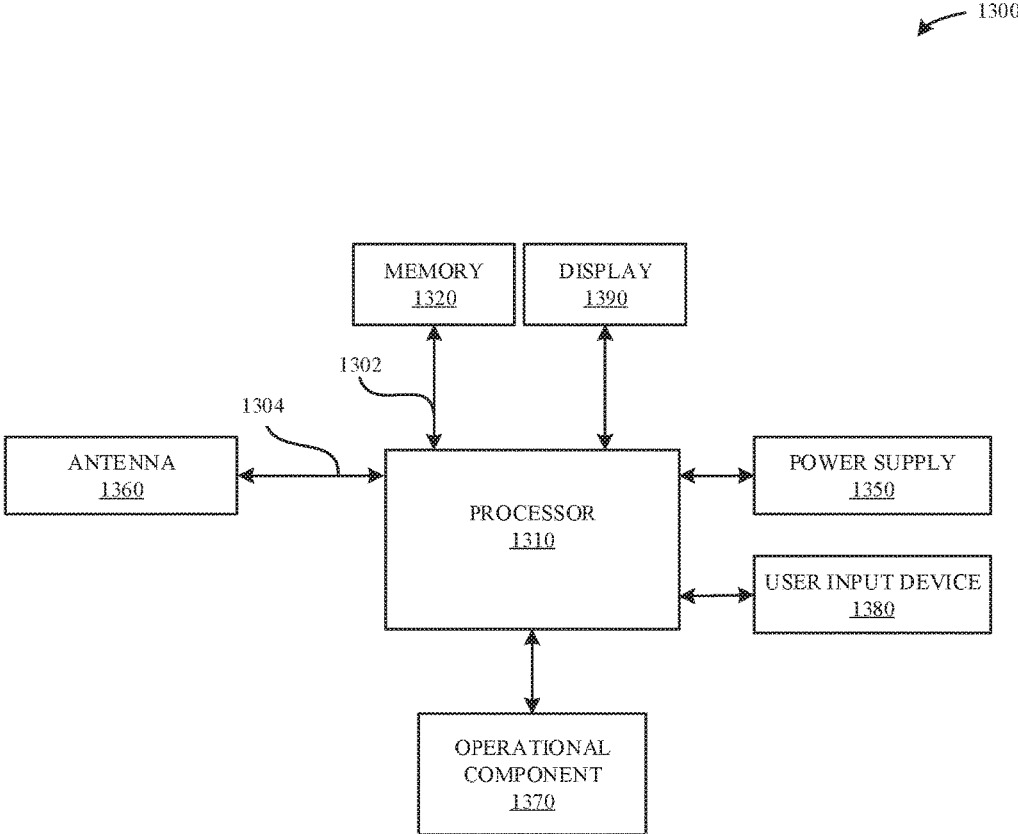 1300
MEMORY
1320
DISPLAY
1390
1302
1304
ANTENNA
1360
POWER SUPPLY
1350
PROCESSOR
1310
USER INPUT DEVICE
1380
OPERATIONAL
COMPONENT
1370